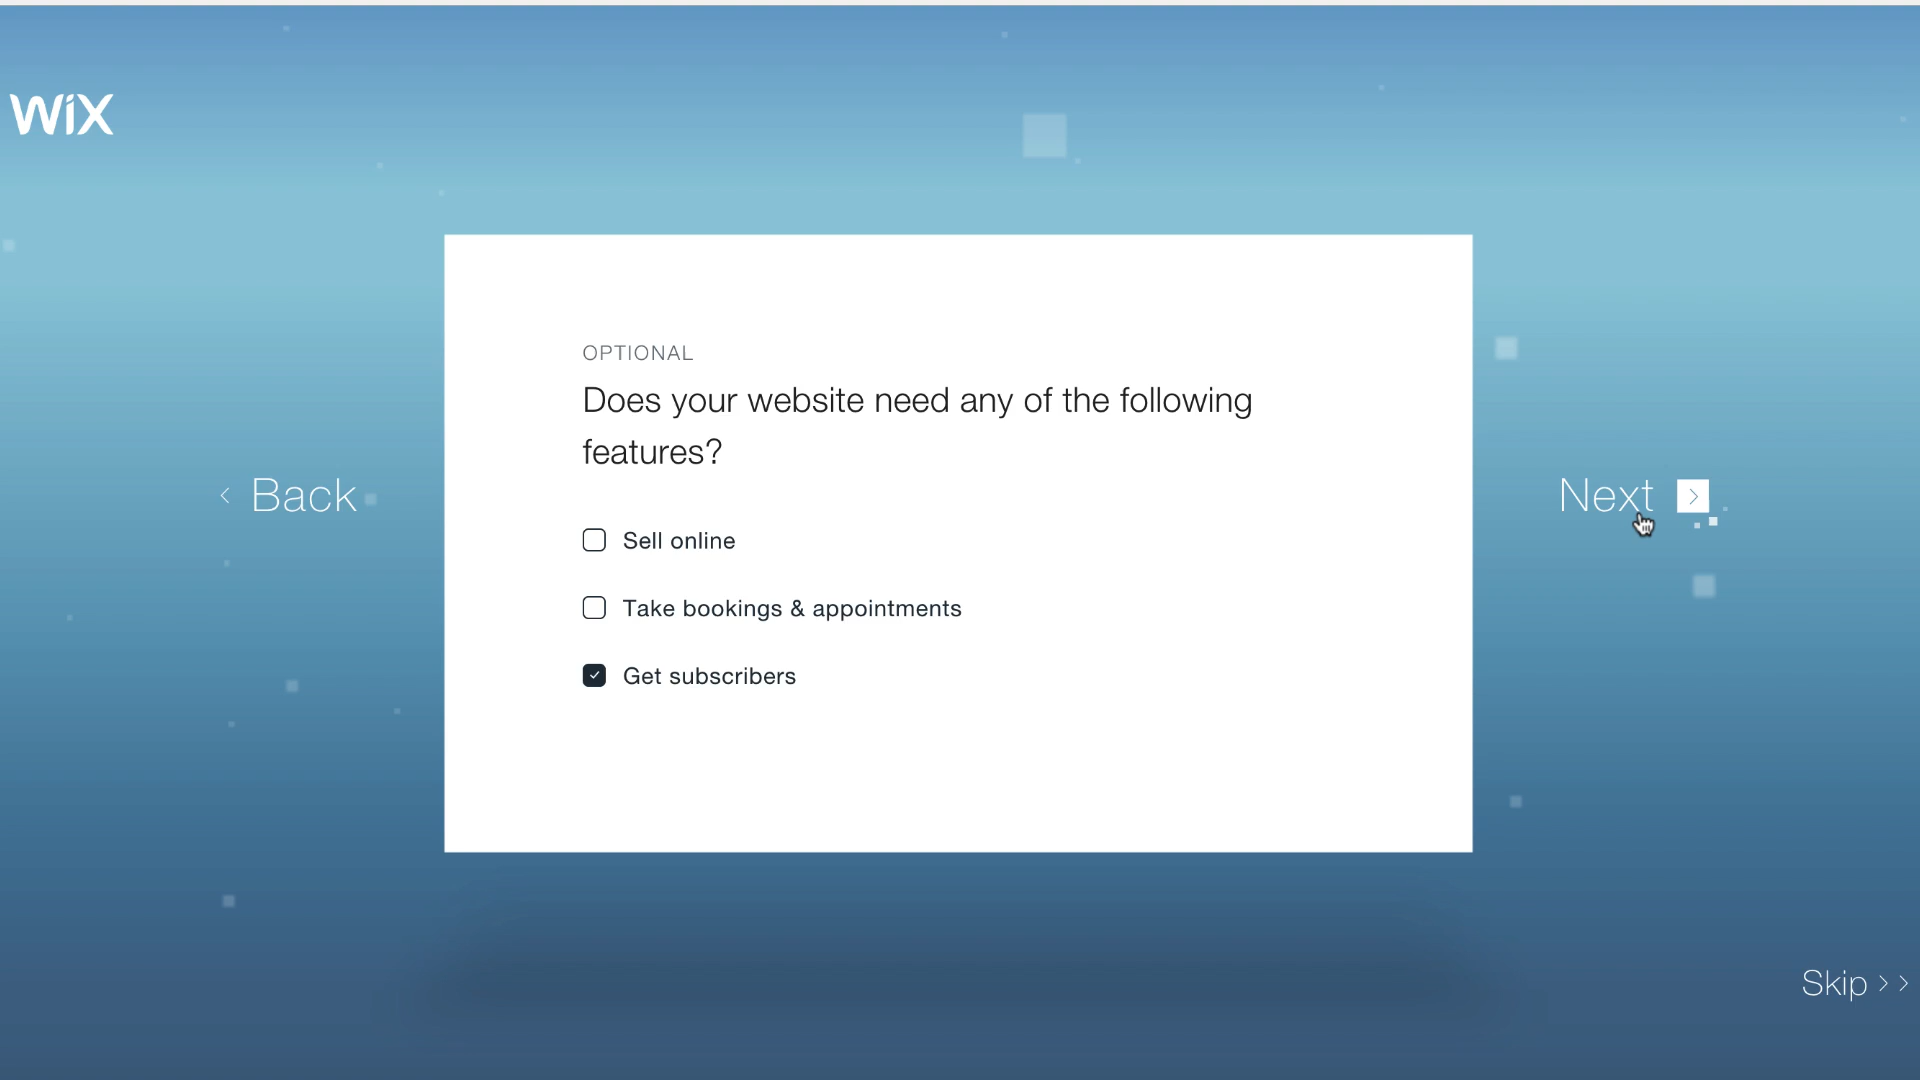 WiX
OPTIONAL
Does your website need any of the following
features?
Back
Next
Sell online
Take bookings & appointments
Get subscribers
Skip